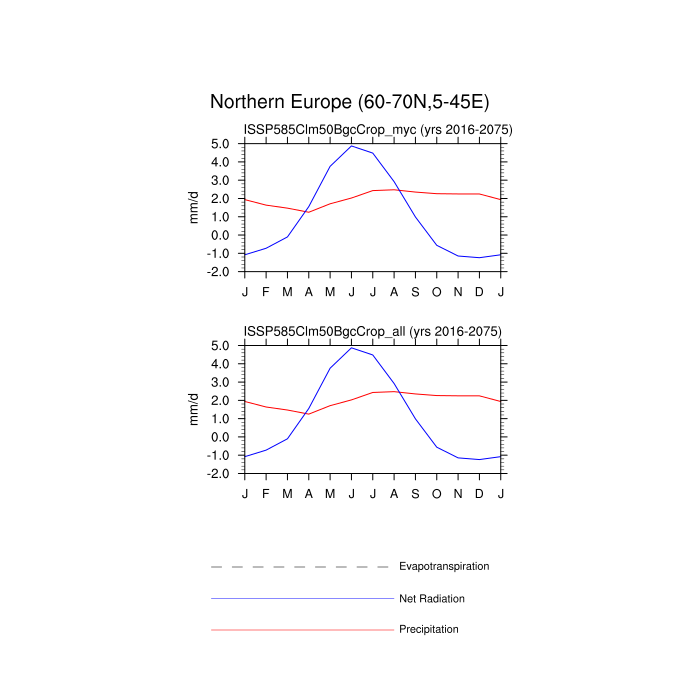 Northern Europe (60-70N,5-45E)
ISSP585Clm50BgcCrop_myc (yrs 2016-2075)
5.0
4.0
3.0
2.0
1.0
0.0
-1.0
-2.0
mm/d
J F M A M J J A S O N D J
ISSP585Clm50BgcCrop_all (yrs 2016-2075)
5.0
4.0
3.0
2.0
1.0
0.0
-1.0
-2.0
mm/d
J F M A M J J A S O N D J
Evapotranspiration
Net Radiation
Precipitation